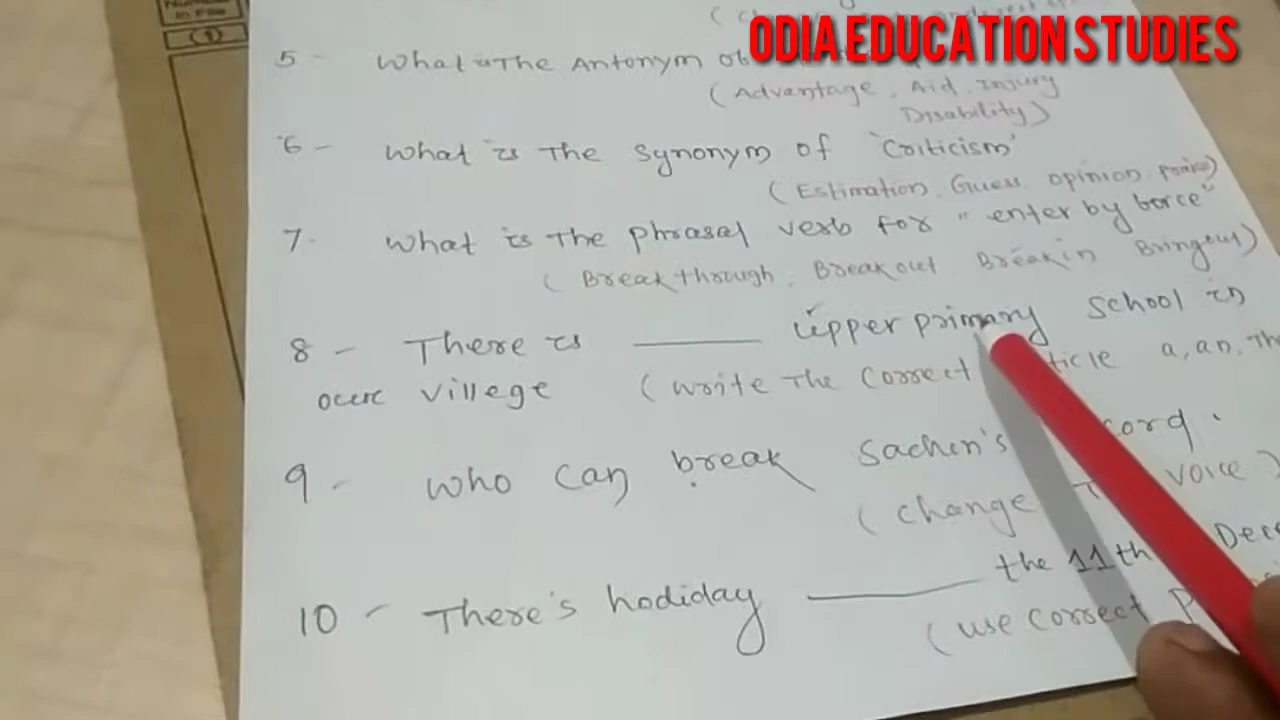 ODIA EDUCATION STUDIES
5 - What is The Antonym of
(Advantage, Aid, Injury
Disability)
6 - What is The Synonym of 'Criticism'
(Estimation, Guess, opinion, praise)
7. What is The phrasal verb for "enter by force"
(Break through, Break out, Break in, Bring out)
8 - There is ______ Upper primary School in
our villege (write The correct article a, an, The
9 - Who can break Sachin's record.
(change The voice)
10 - There's hodiday ______ the 11th
(use correct